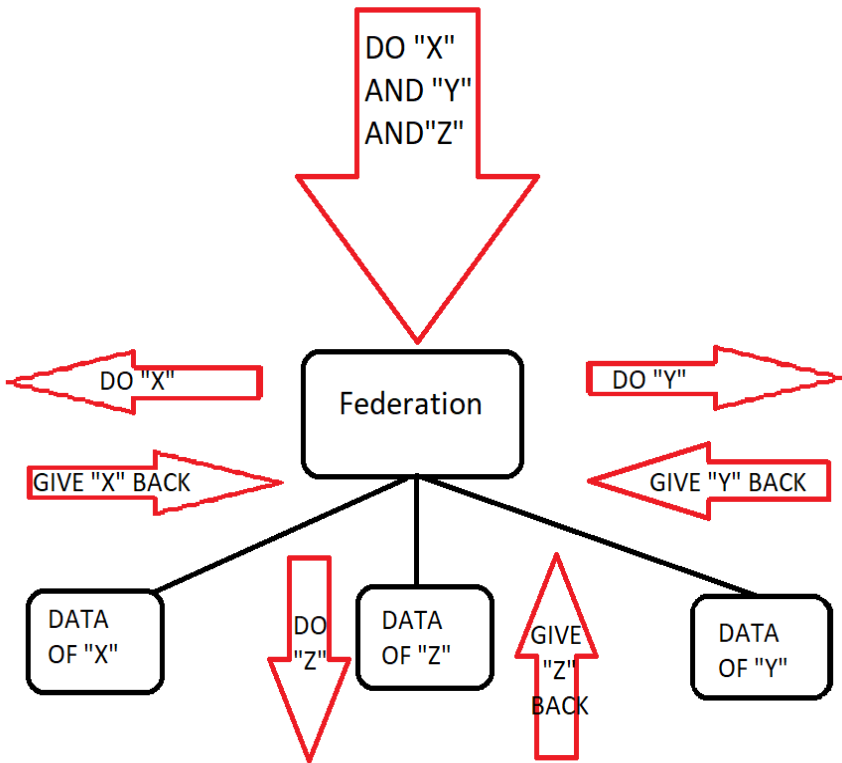 DO "X"
AND "Y"
AND"Z"
DO "X"
Federation
DO "Y"
GIVE "X" BACK
GIVE "Y" BACK
DATA
OF "X"
DO
"Z"
DATA
OF "Z"
GIVE
"Z"
BACK
DATA
OF "Y"